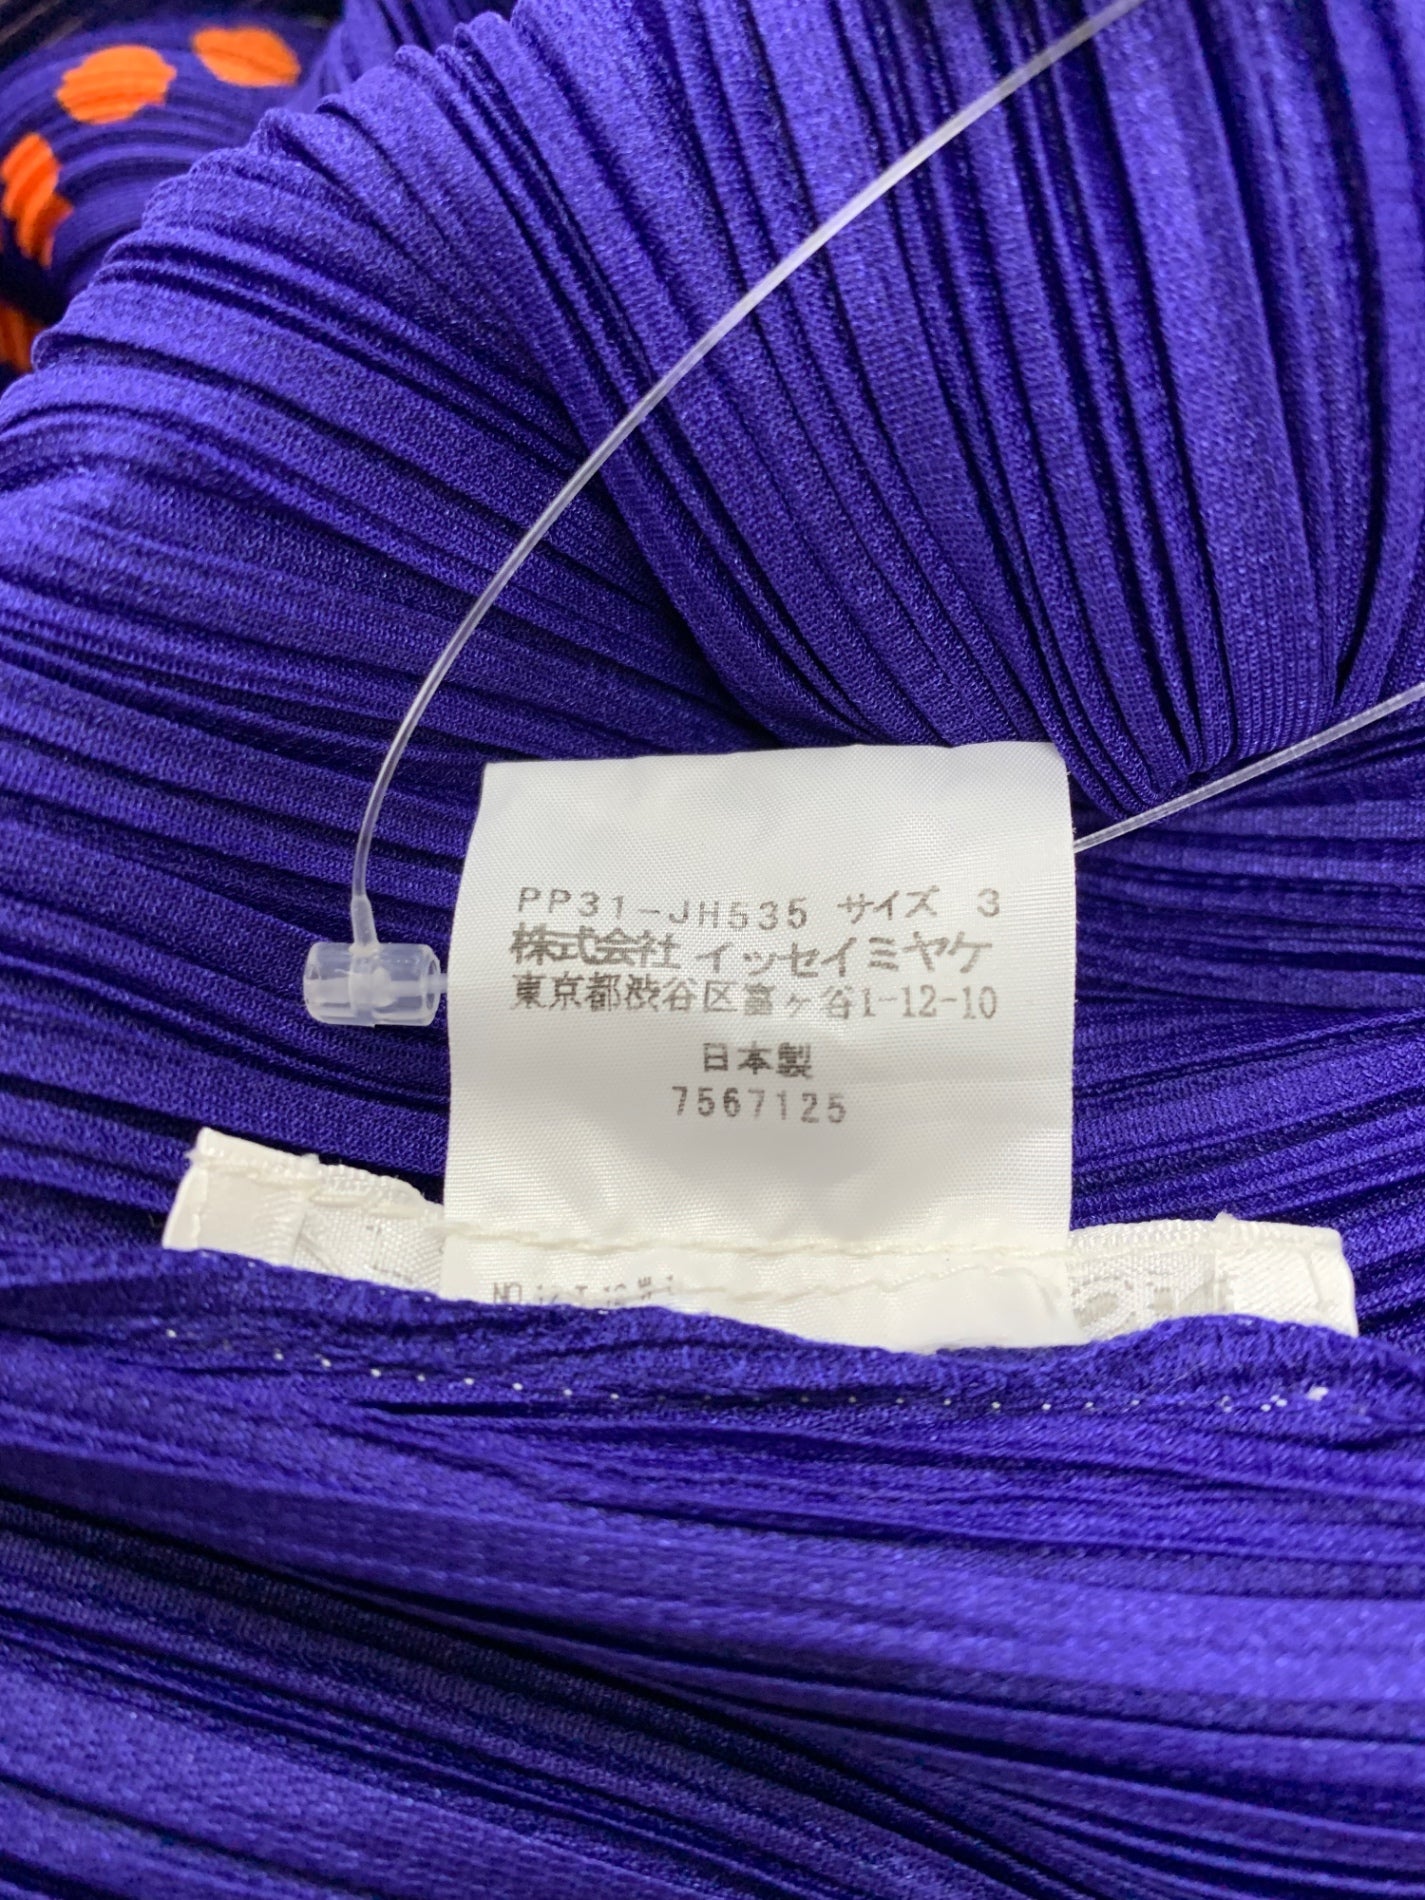 PP31-JH535 サイズ 3
株式会社 イッセイミヤケ
東京都渋谷区富ヶ谷1-12-10
日本製
7567125
NO